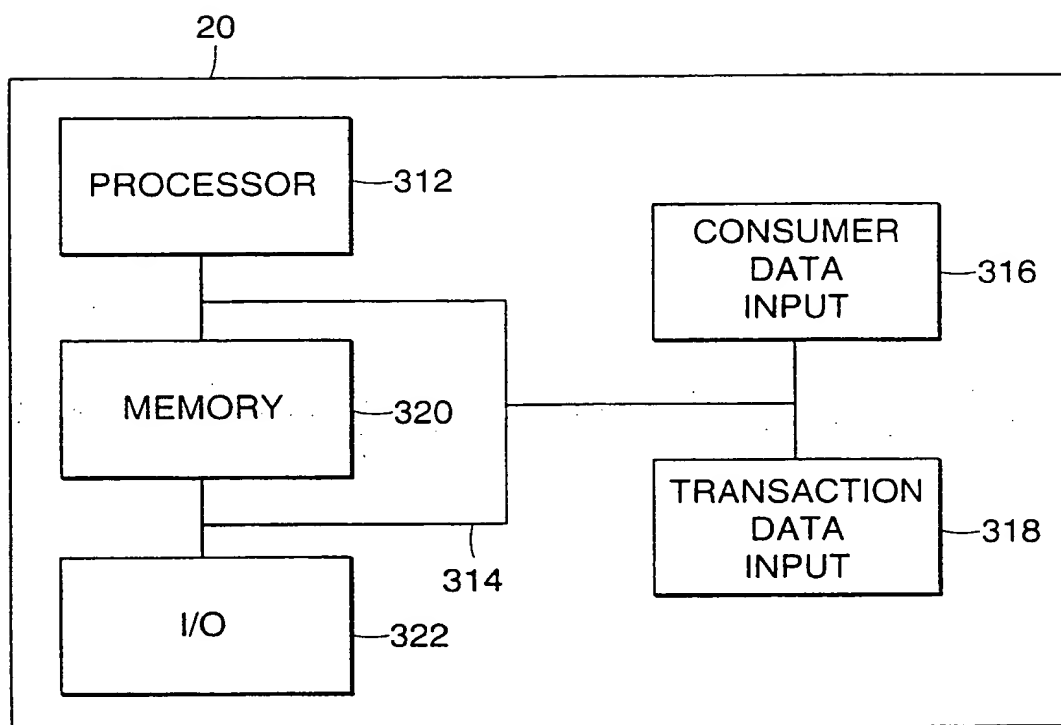 20
PROCESSOR
312
CONSUMER
DATA
INPUT
316
MEMORY
320
TRANSACTION
DATA
INPUT
318
314
I/O
322